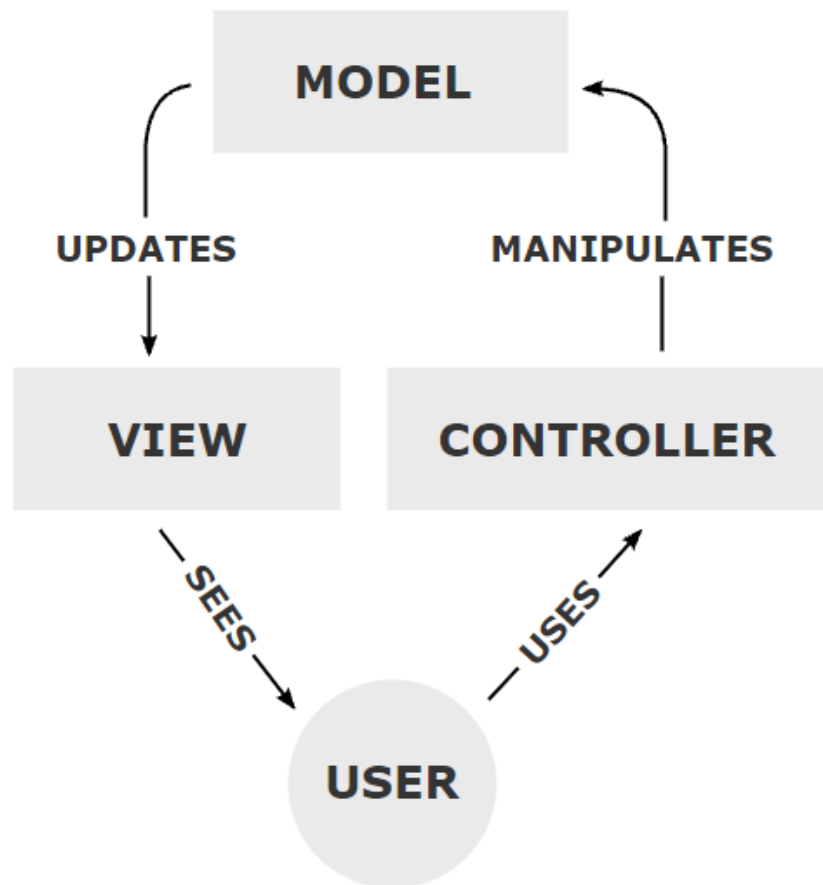 MODEL
UPDATES
MANIPULATES
VIEW
CONTROLLER
SEES
USES
USER